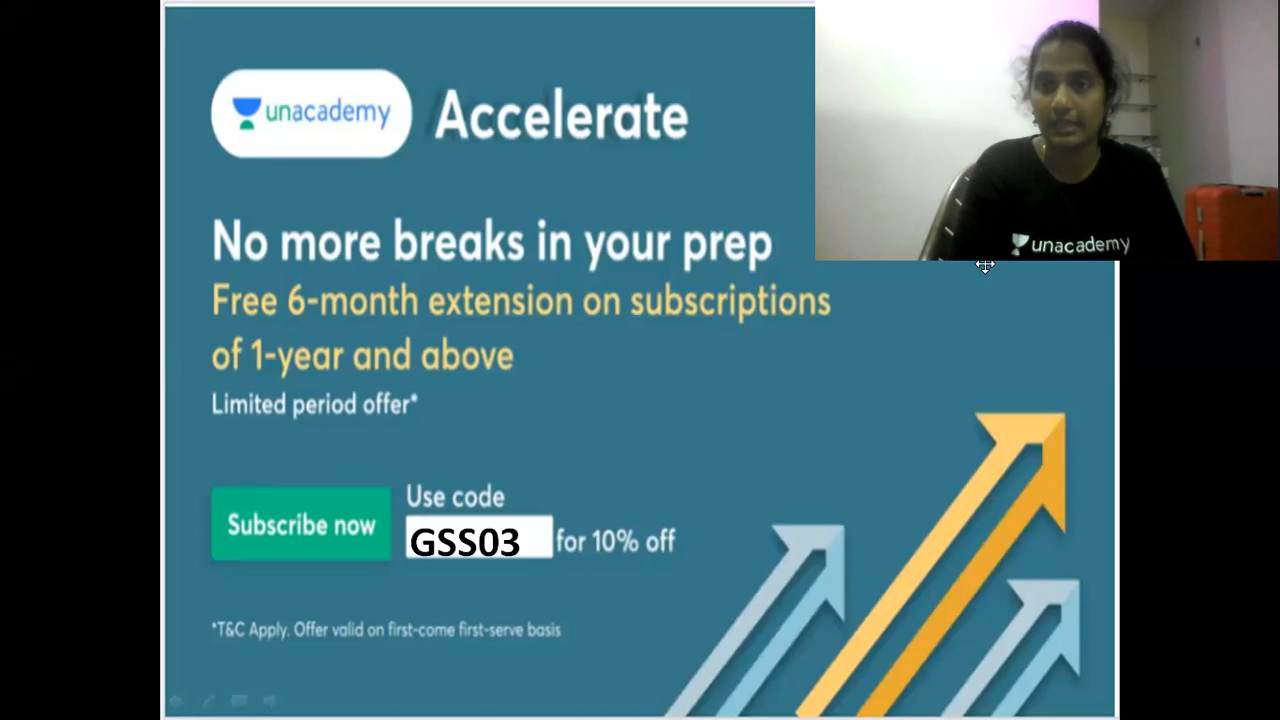 unacademy Accelerate
No more breaks in your prep
Free 6-month extension on subscriptions
of 1-year and above
Limited period offer*
Subscribe now
Use code
GSS03 for 10% off
*T&C Apply. Offer valid on first-come first-serve basis
unacademy